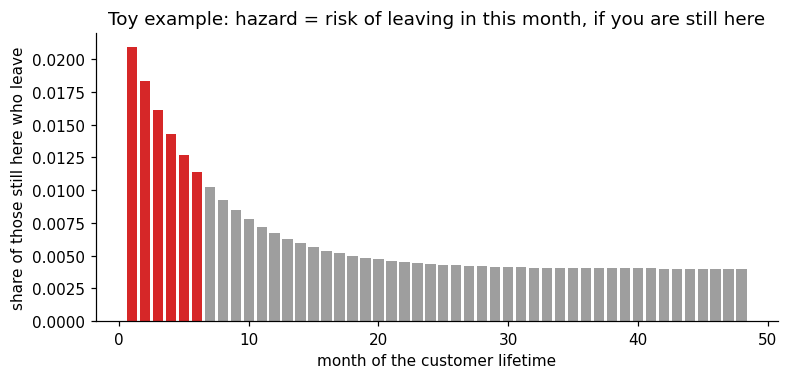 Toy example: hazard = risk of leaving in this month, if you are still here
share of those still here who leave
0.0200
0.0175
0.0150
0.0125
0.0100
0.0075
0.0050
0.0025
0.0000
0 10 20 30 40 50
month of the customer lifetime